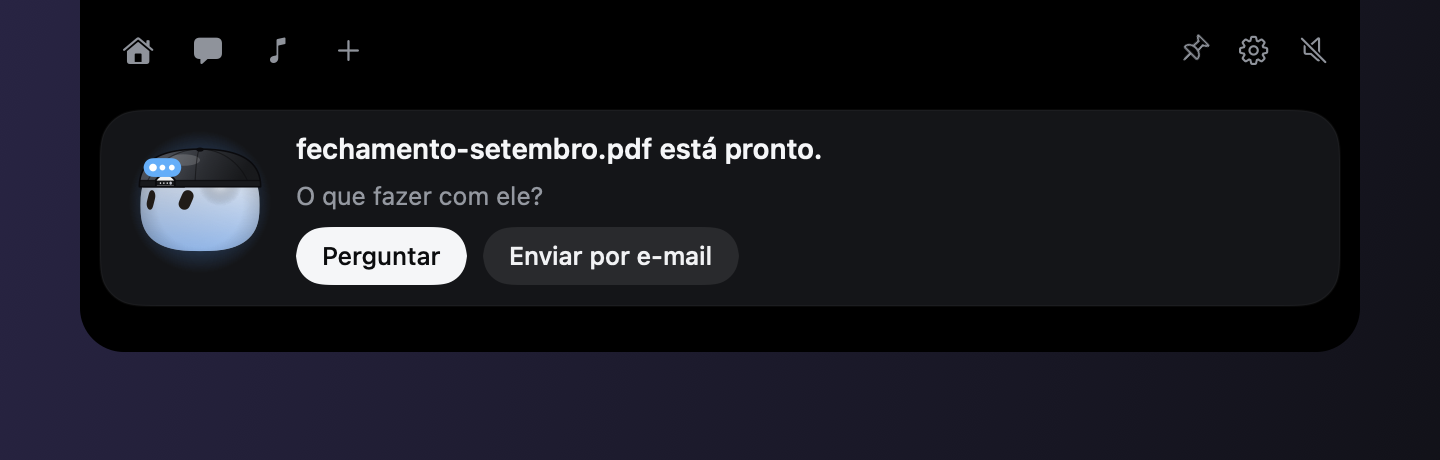 fechamento-setembro.pdf está pronto.
O que fazer com ele?
Perguntar
Enviar por e-mail